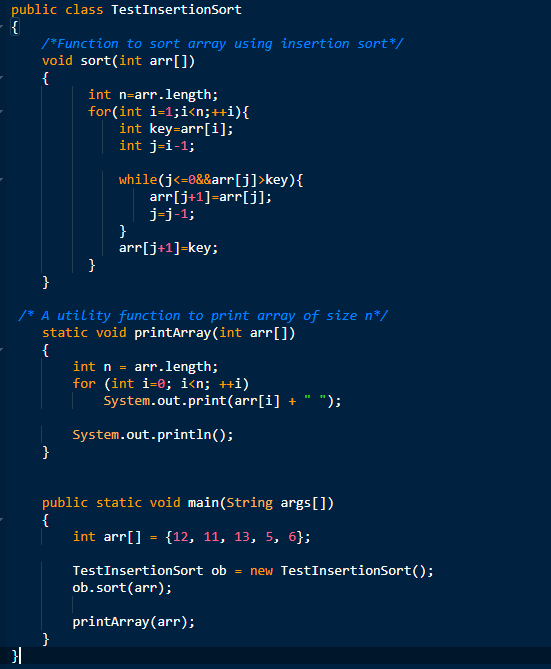 public class TestInsertionSort
{
    /*Function to sort array using insertion sort*/
    void sort(int arr[])
    {
          int n=arr.length;
          for(int i=1;i<n;++i){
              int key=arr[i];
              int j=i-1;
              while(j<=0&&arr[j]>key){
                  arr[j+1]=arr[j];
                  j=j-1;
              }
              arr[j+1]=key;
          }
    }
 /* A utility function to print array of size n*/
    static void printArray(int arr[])
    {
        int n = arr.length;
        for (int i=0; i<n; ++i)
            System.out.print(arr[i] + " ");
        System.out.println();
    }
    public static void main(String args[])
    {
        int arr[] = {12, 11, 13, 5, 6};
        TestInsertionSort ob = new TestInsertionSort();
        ob.sort(arr);
        printArray(arr);
    }
}